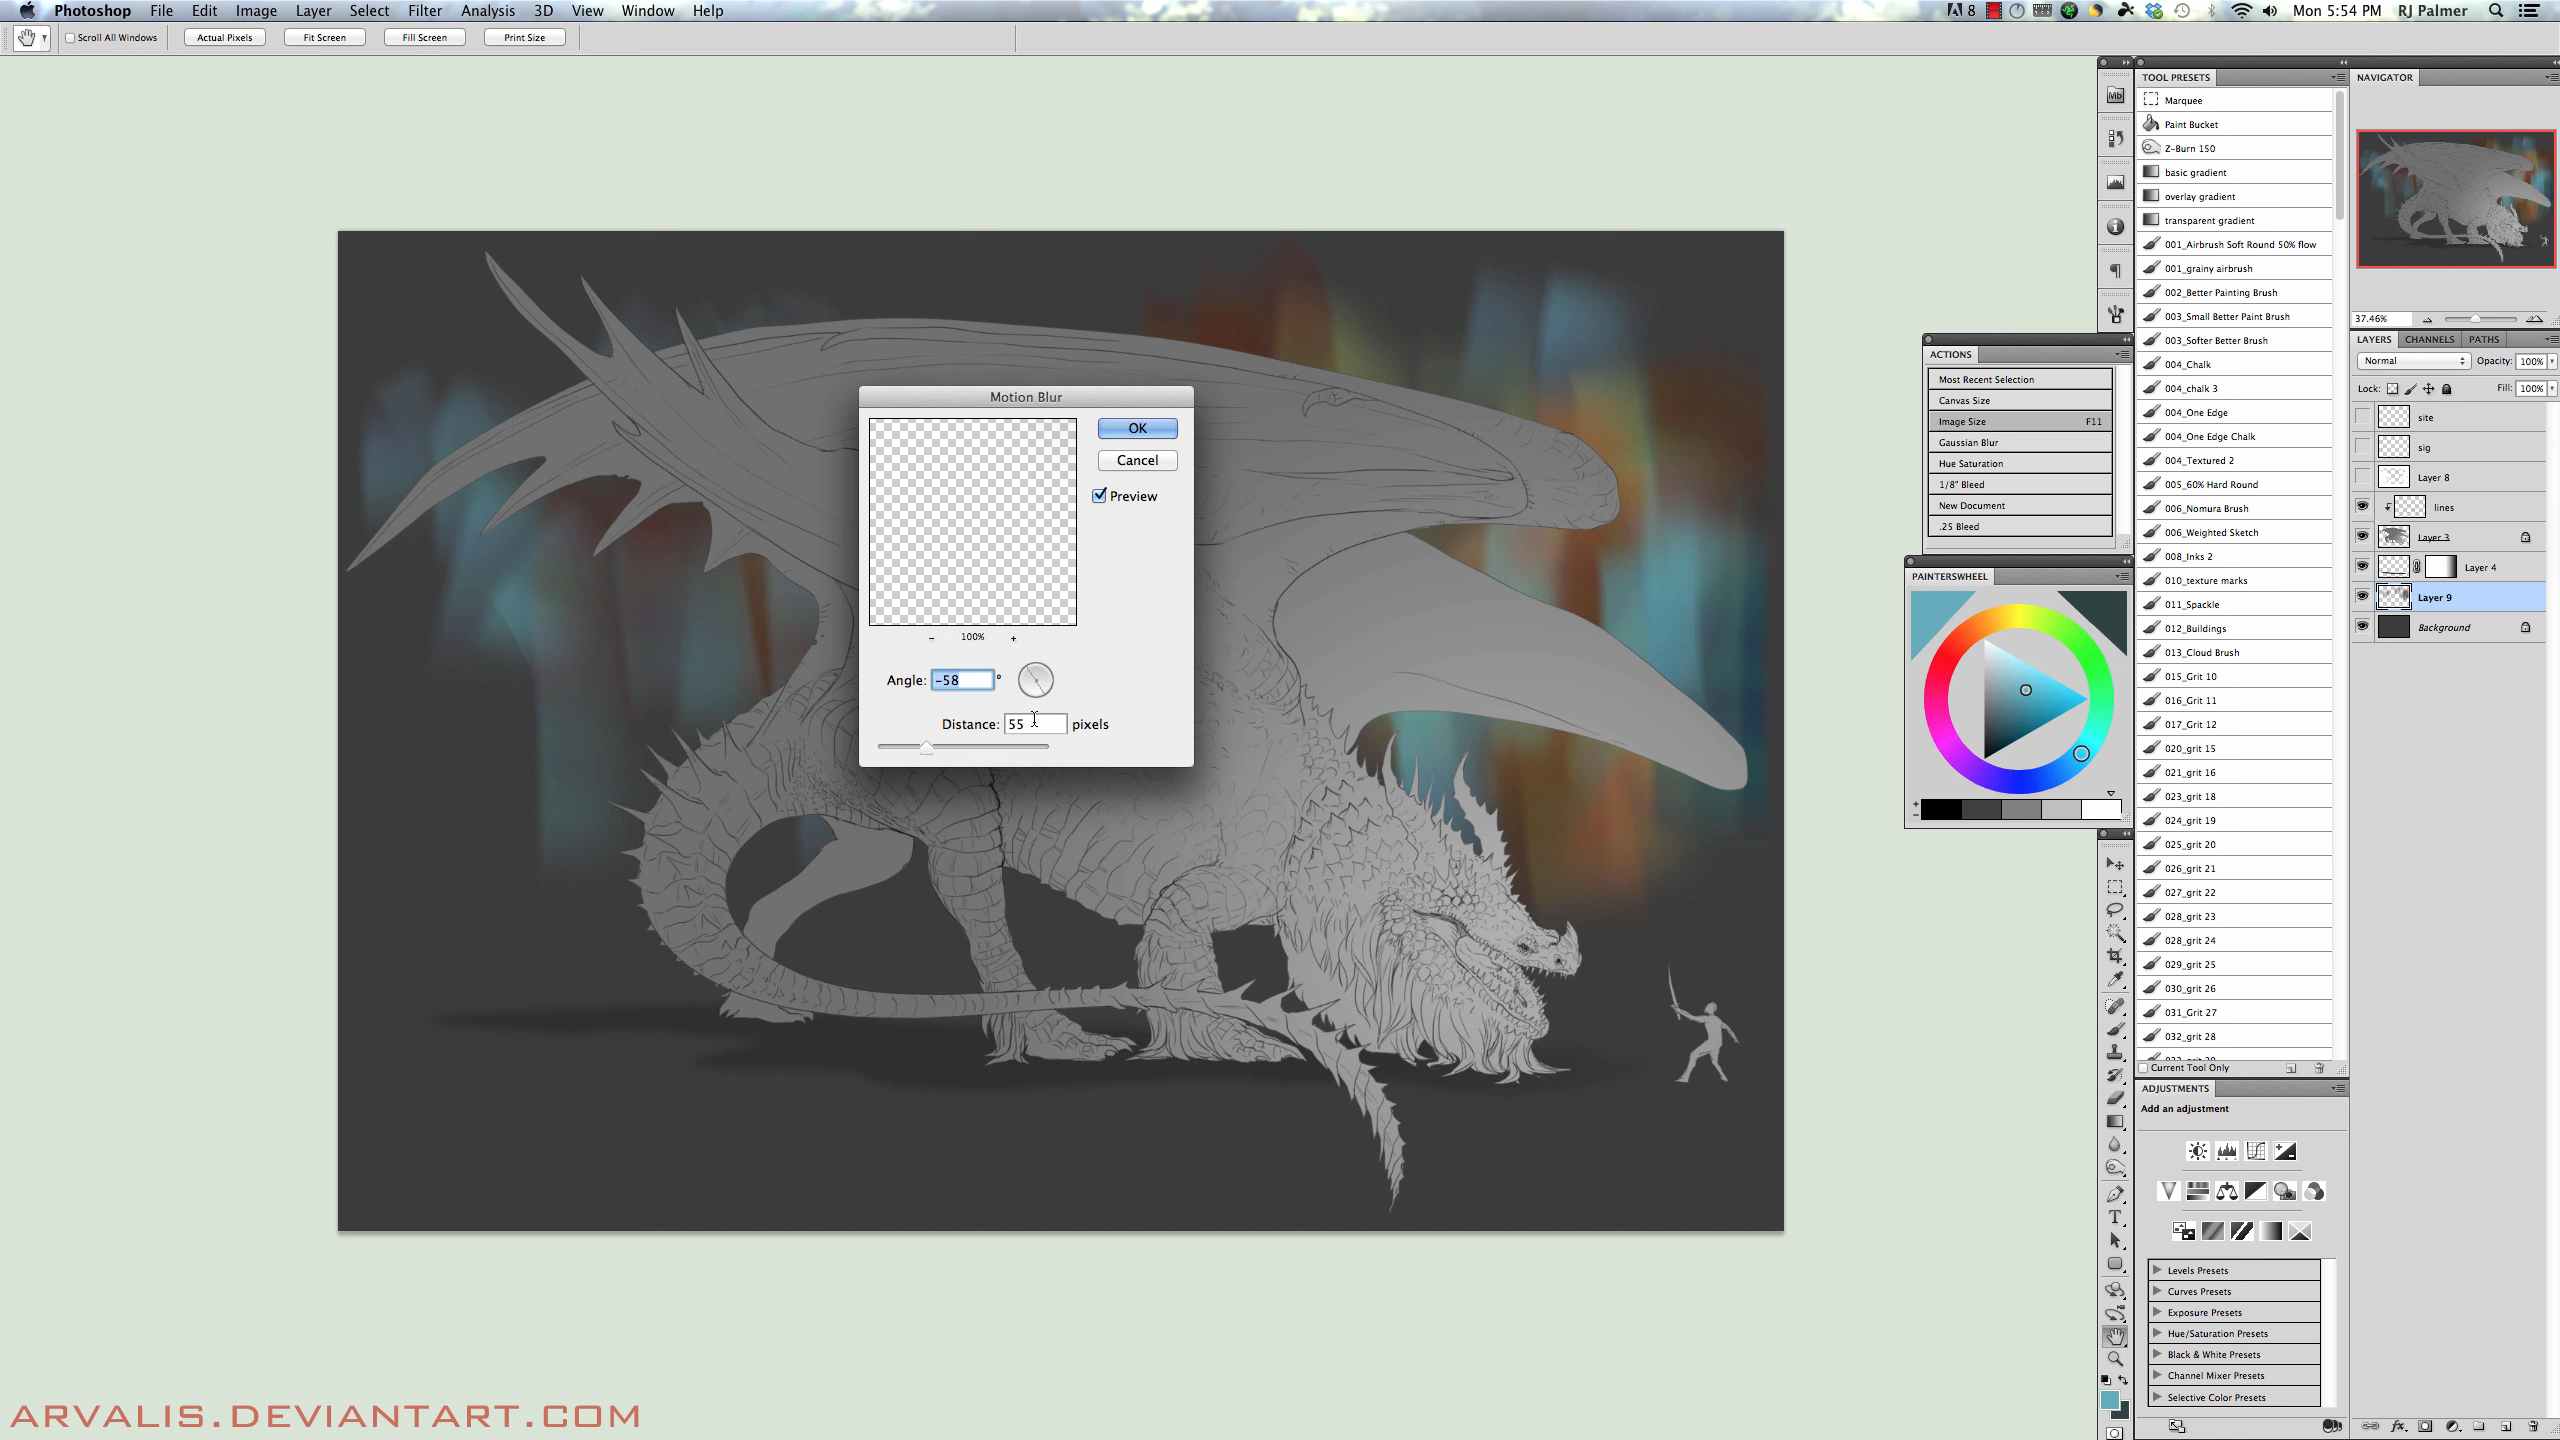 Photoshop File Edit Image Layer Select Filter Analysis 3D View Window Help
8 Mon 5:54 PM RJ Palmer
Scroll All Windows Actual Pixels Fit Screen Fill Screen Print Size
Motion Blur
OK
Cancel
Preview
− 100% +
Angle: -58 °
Distance: 55 pixels
ACTIONS
Most Recent Selection
Canvas Size
Image Size F11
Gaussian Blur
Hue Saturation
1/8" Bleed
New Document
.25 Bleed
PAINTERSWHEEL
TOOL PRESETS
Marquee
Paint Bucket
Z-Burn 150
basic gradient
overlay gradient
transparent gradient
001_Airbrush Soft Round 50% flow
001_grainy airbrush
002_Better Painting Brush
003_Small Better Paint Brush
003_Softer Better Brush
004_Chalk
004_chalk 3
004_One Edge
004_One Edge Chalk
004_Textured 2
005_60% Hard Round
006_Nomura Brush
006_Weighted Sketch
008_Inks 2
010_texture marks
011_Spackle
012_Buildings
013_Cloud Brush
015_Grit 10
016_Grit 11
017_Grit 12
020_grit 15
021_grit 16
023_grit 18
024_grit 19
025_grit 20
026_grit 21
027_grit 22
028_grit 23
028_grit 24
029_grit 25
030_grit 26
031_Grit 27
032_grit 28
Current Tool Only
ADJUSTMENTS
Add an adjustment
Levels Presets
Curves Presets
Exposure Presets
Hue/Saturation Presets
Black & White Presets
Channel Mixer Presets
Selective Color Presets
NAVIGATOR
37.46%
LAYERS CHANNELS PATHS
Normal Opacity: 100%
Lock: Fill: 100%
site
sig
Layer 8
lines
Layer 3
Layer 4
Layer 9
Background
Mb
ARVALIS.DEVIANTART.COM